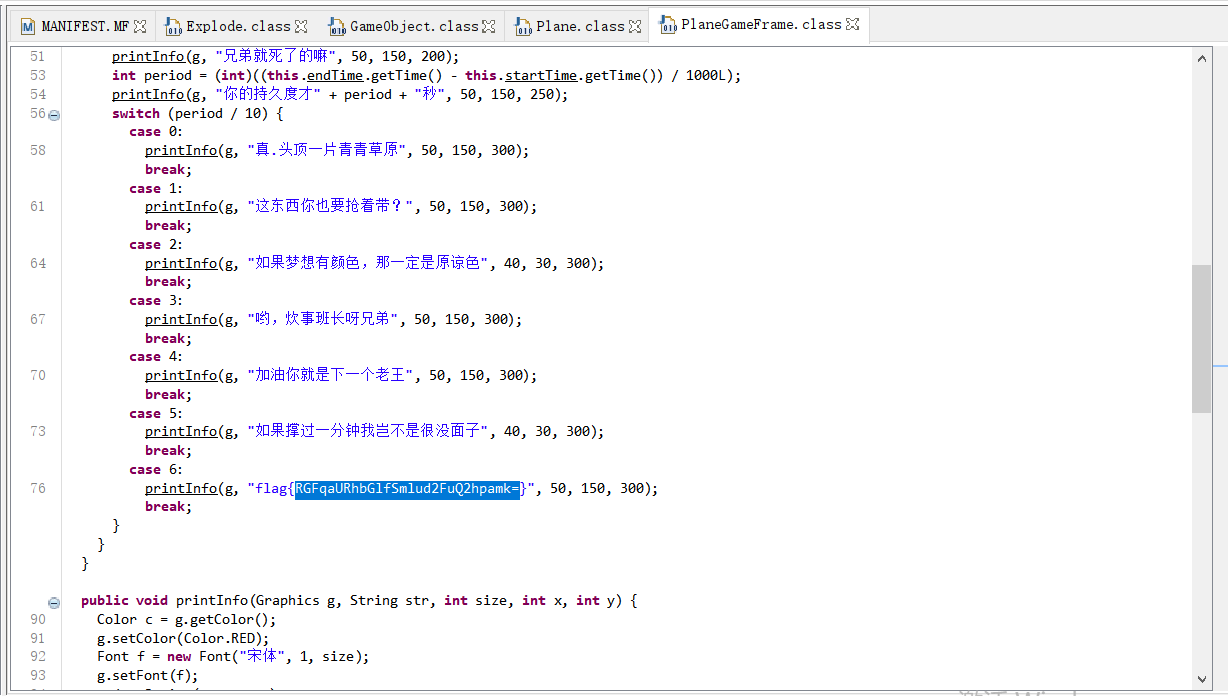 MANIFEST.MF Explode.class GameObject.class Plane.class PlaneGameFrame.class
51 printInfo(g, "兄弟就死了的嘛", 50, 150, 200);
53 int period = (int)((this.endTime.getTime() - this.startTime.getTime()) / 1000L);
54 printInfo(g, "你的持久度才" + period + "秒", 50, 150, 250);
56 switch (period / 10) {
case 0:
58 printInfo(g, "真.头顶一片青青草原", 50, 150, 300);
break;
case 1:
61 printInfo(g, "这东西你也要抢着带？", 50, 150, 300);
break;
case 2:
64 printInfo(g, "如果梦想有颜色，那一定是原谅色", 40, 30, 300);
break;
case 3:
67 printInfo(g, "哟，炊事班长呀兄弟", 50, 150, 300);
break;
case 4:
70 printInfo(g, "加油你就是下一个老王", 50, 150, 300);
break;
case 5:
73 printInfo(g, "如果撑过一分钟我岂不是很没面子", 40, 30, 300);
break;
case 6:
76 printInfo(g, "flag{RGFqaURhbGlfSmlud2FuQ2hpamk=}", 50, 150, 300);
break;
}
}
}
public void printInfo(Graphics g, String str, int size, int x, int y) {
90 Color c = g.getColor();
91 g.setColor(Color.RED);
92 Font f = new Font("宋体", 1, size);
93 g.setFont(f);